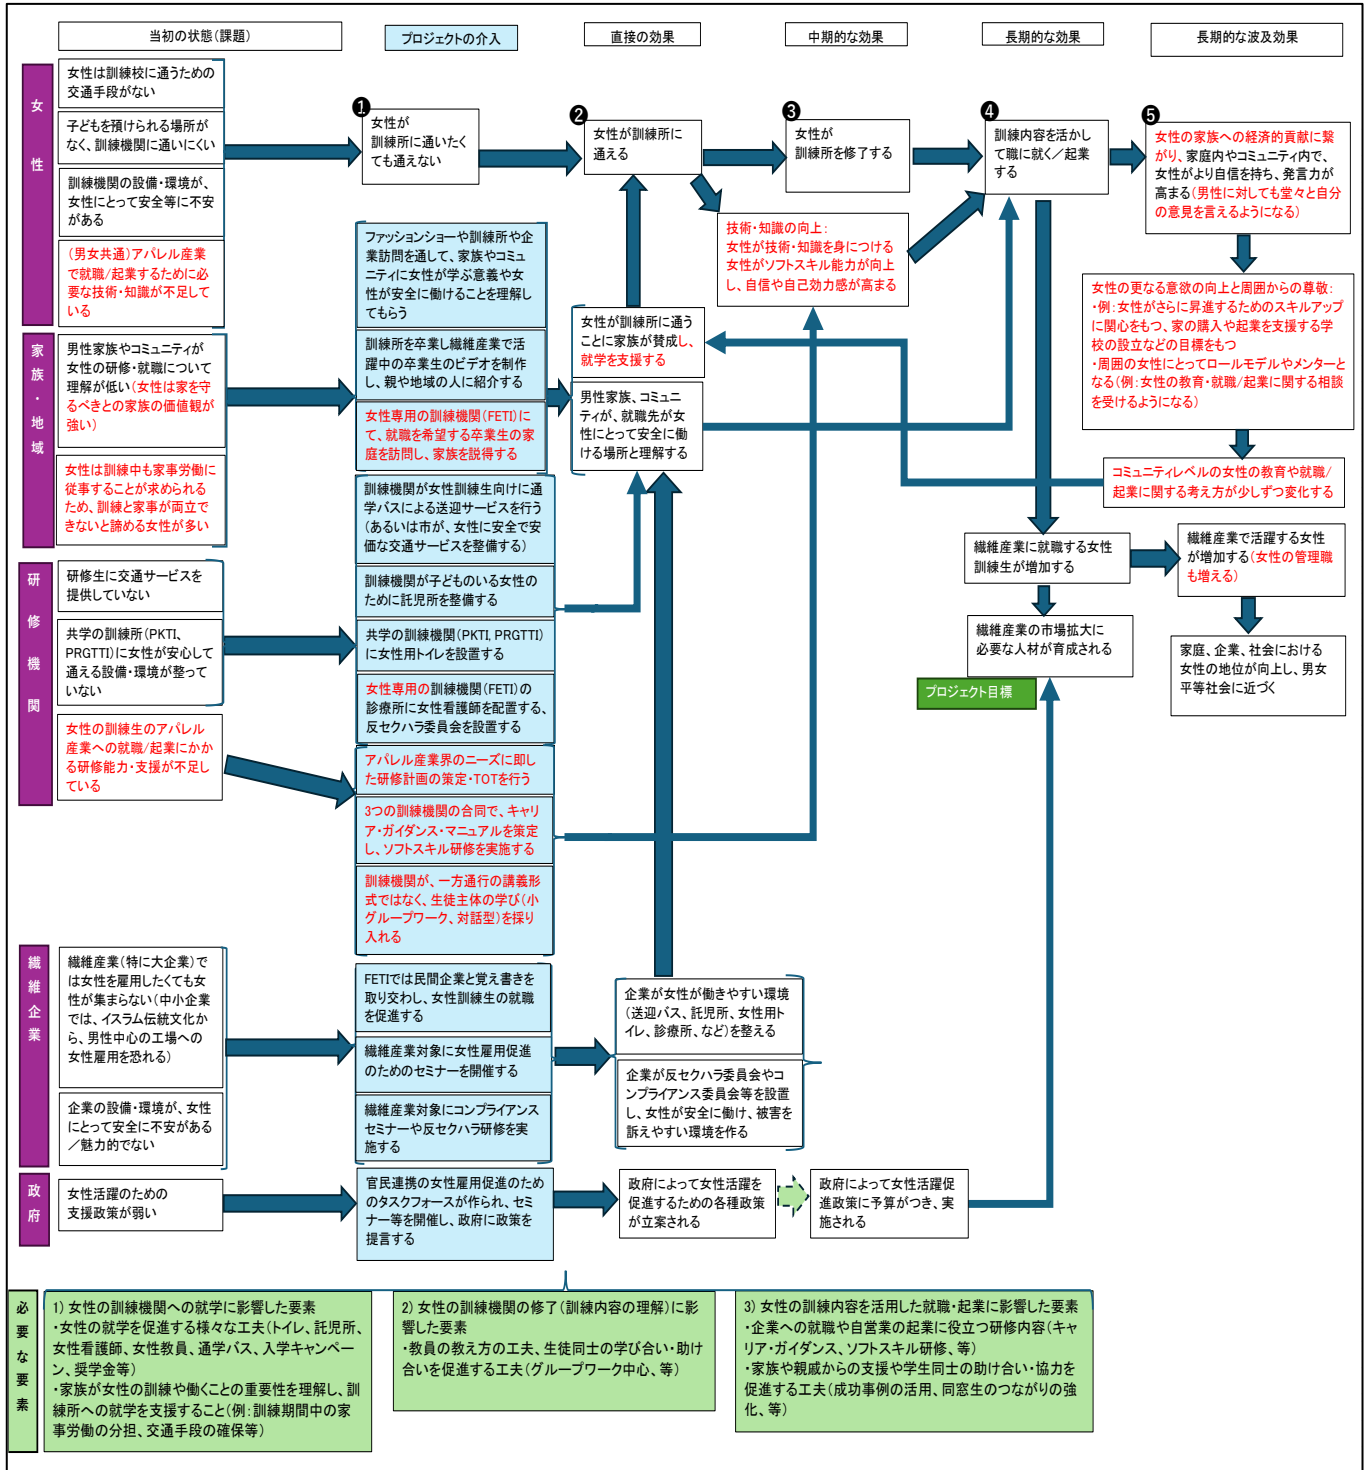 当初の状態(課題)
プロジェクトの介入
直接の効果
中期的な効果
長期的な効果
長期的な波及効果
女性
女性は訓練校に通うための
交通手段がない
子どもを預けられる場所が
なく、訓練機関に通いにくい
訓練機関の設備・環境が、
女性にとって安全等に不安
がある
(男女共通)アパレル産業
で就職/起業するために必
要な技術・知識が不足して
いる
❶
女性が
訓練所に通いたく
ても通えない
❷
女性が訓練所に
通える
❸
女性が
訓練所を修了する
❹
訓練内容を活かし
て職に就く/起業
する
❺
女性の家族への経済的貢献に繋
がり、家庭内やコミュニティ内で、
女性がより自信を持ち、発言力が
高まる(男性に対しても堂々と自分
の意見を言えるようになる)
技術・知識の向上:
女性が技術・知識を身につける
女性がソフトスキル能力が向上
し、自信や自己効力感が高まる
女性の更なる意欲の向上と周囲からの尊敬:
・例:女性がさらに昇進するためのスキルアップ
に関心をもつ、家の購入や起業を支援する学
校の設立などの目標をもつ
・周囲の女性にとってロールモデルやメンターと
なる(例:女性の教育・就職/起業に関する相談
を受けるようになる)
コミュニティレベルの女性の教育や就職/
起業に関する考え方が少しずつ変化する
家族・地域
男性家族やコミュニティが
女性の研修・就職について
理解が低い(女性は家を守
るべきとの家族の価値観が
強い)
女性は訓練中も家事労働に
従事することが求められる
ため、訓練と家事が両立で
きないと諦める女性が多い
ファッションショーや訓練所や企
業訪問を通して、家族やコミュ
ニティに女性が学ぶ意義や女
性が安全に働けることを理解し
てもらう
訓練所を卒業し繊維産業で活
躍中の卒業生のビデオを制作
し、親や地域の人に紹介する
女性専用の訓練機関(FETI)に
て、就職を希望する卒業生の家
庭を訪問し、家族を説得する
女性が訓練所に通う
ことに家族が賛成し、
就学を支援する
男性家族、コミュニ
ティが、就職先が女
性にとって安全に働
ける場所と理解する
研修機関
研修生に交通サービスを
提供していない
共学の訓練所(PKTI、
PRGTTI)に女性が安心して
通える設備・環境が整って
いない
女性の訓練生のアパレル
産業への就職/起業にかか
る研修能力・支援が不足し
ている
訓練機関が女性訓練生向けに通
学バスによる送迎サービスを行う
(あるいは市が、女性に安全で安
価な交通サービスを整備する)
訓練機関が子どものいる女性の
ために託児所を整備する
共学の訓練機関(PKTI, PRGTTI)
に女性用トイレを設置する
女性専用の訓練機関(FETI)の
診療所に女性看護師を配置する、
反セクハラ委員会を設置する
アパレル産業界のニーズに即し
た研修計画の策定・TOTを行う
3つの訓練機関の合同で、キャリ
ア・ガイダンス・マニュアルを策定
し、ソフトスキル研修を実施する
訓練機関が、一方通行の講義形
式ではなく、生徒主体の学び(小
グループワーク、対話型)を採り
入れる
繊維産業に就職する女性
訓練生が増加する
繊維産業で活躍する女性
が増加する(女性の管理職
も増える)
繊維産業の市場拡大に
必要な人材が育成される
プロジェクト目標
家庭、企業、社会における
女性の地位が向上し、男女
平等社会に近づく
繊維企業
繊維産業(特に大企業)で
は女性を雇用したくても女
性が集まらない(中小企業
では、イスラム伝統文化か
ら、男性中心の工場への
女性雇用を恐れる)
企業の設備・環境が、女性
にとって安全に不安がある
/魅力的でない
FETIでは民間企業と覚え書きを
取り交わし、女性訓練生の就職
を促進する
繊維産業対象に女性雇用促進
のためのセミナーを開催する
繊維産業対象にコンプライアンス
セミナーや反セクハラ研修を実
施する
企業が女性が働きやすい環境
(送迎バス、託児所、女性用ト
イレ、診療所、など)を整える
企業が反セクハラ委員会やコ
ンプライアンス委員会等を設置
し、女性が安全に働け、被害を
訴えやすい環境を作る
政府
女性活躍のための
支援政策が弱い
官民連携の女性雇用促進のため
のタスクフォースが作られ、セミ
ナー等を開催し、政府に政策を
提言する
政府によって女性活躍を
促進するための各種政策
が立案される
政府によって女性活躍促
進政策に予算がつき、実
施される
必要な要素
1) 女性の訓練機関への就学に影響した要素
・女性の就学を促進する様々な工夫(トイレ、託児所、
女性看護師、女性教員、通学バス、入学キャンペー
ン、奨学金等)
・家族が女性の訓練や働くことの重要性を理解し、訓
練所への就学を支援すること(例:訓練期間中の家
事労働の分担、交通手段の確保等)
2) 女性の訓練機関の修了(訓練内容の理解)に影
響した要素
・教員の教え方の工夫、生徒同士の学び合い・助け
合いを促進する工夫(グループワーク中心、等)
3) 女性の訓練内容を活用した就職・起業に影響した要素
・企業への就職や自営業の起業に役立つ研修内容(キャ
リア・ガイダンス、ソフトスキル研修、等)
・家族や親戚からの支援や学生同士の助け合い・協力を
促進する工夫(成功事例の活用、同窓生のつながりの強
化、等)